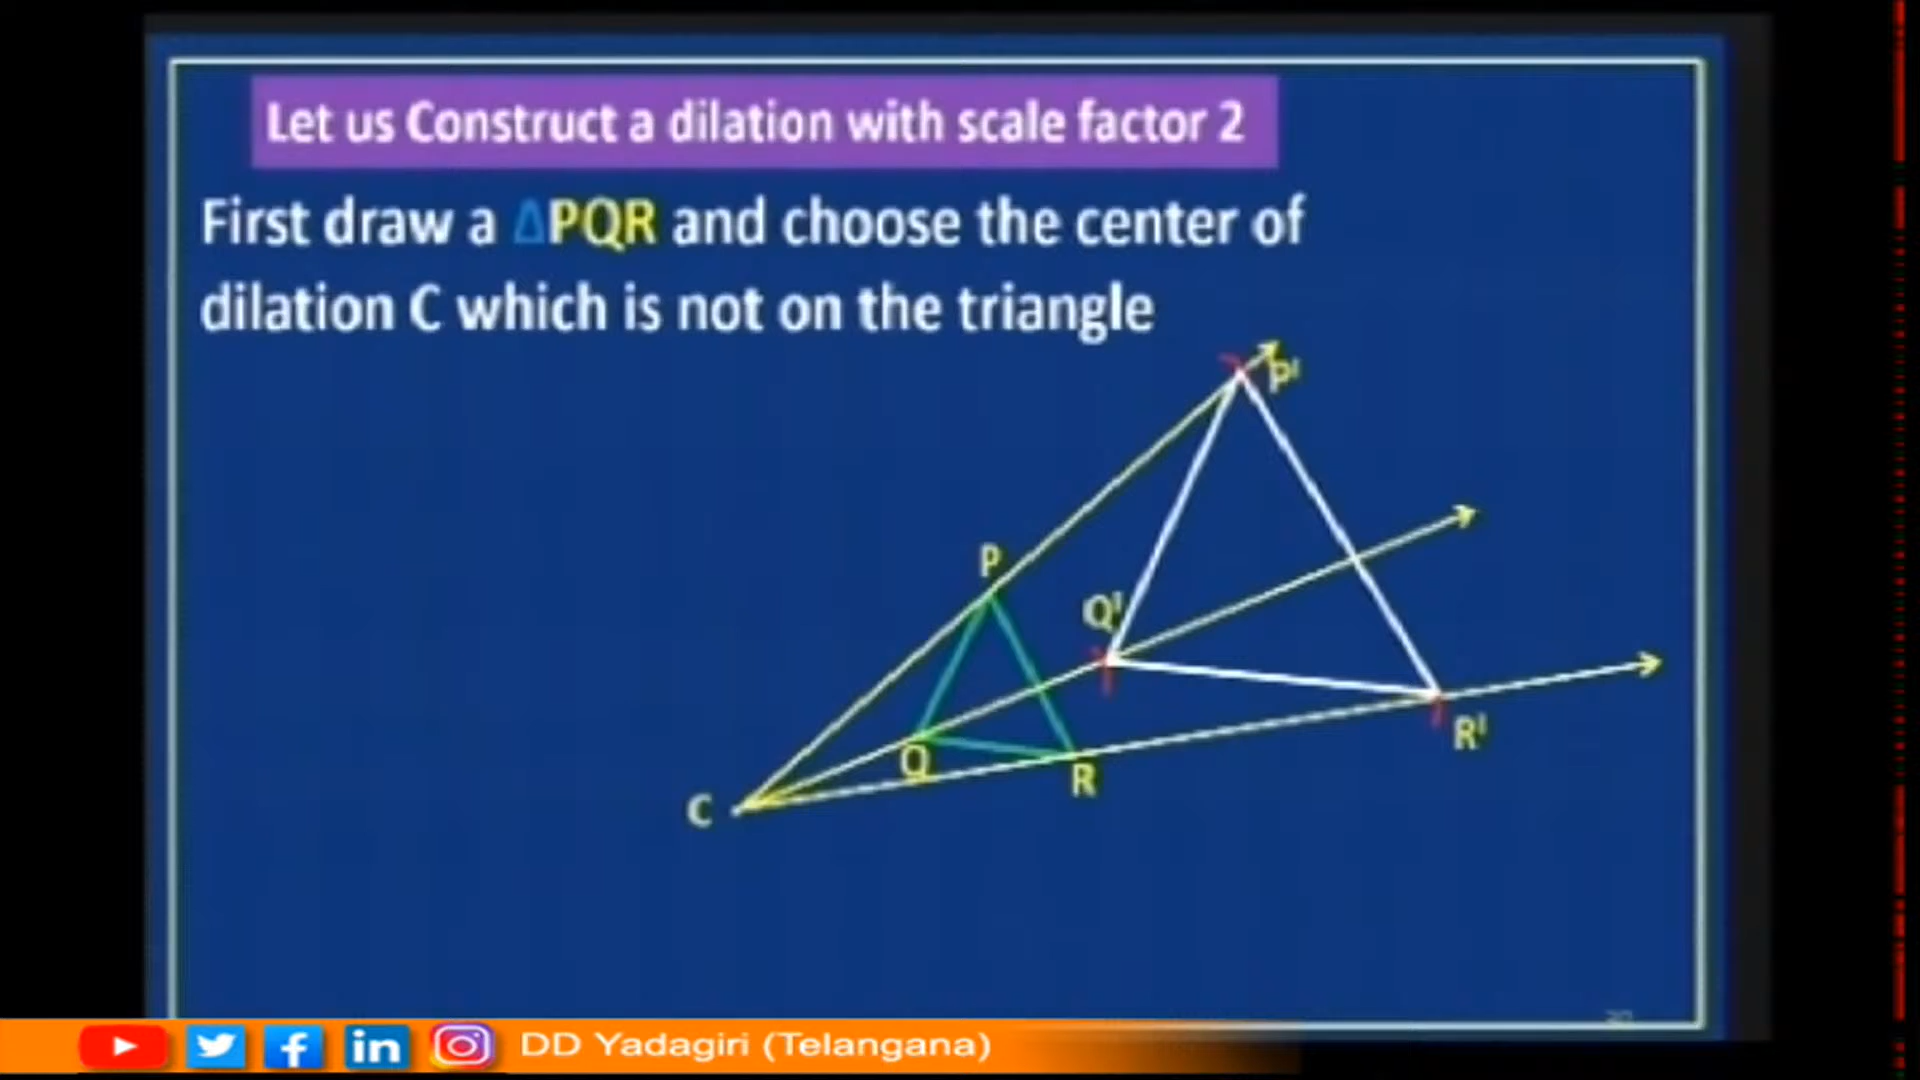 Let us Construct a dilation with scale factor 2
First draw a ΔPQR and choose the center of
dilation C which is not on the triangle
P'
P
Q'
Q
R'
R
C
in
DD Yadagiri (Telangana)